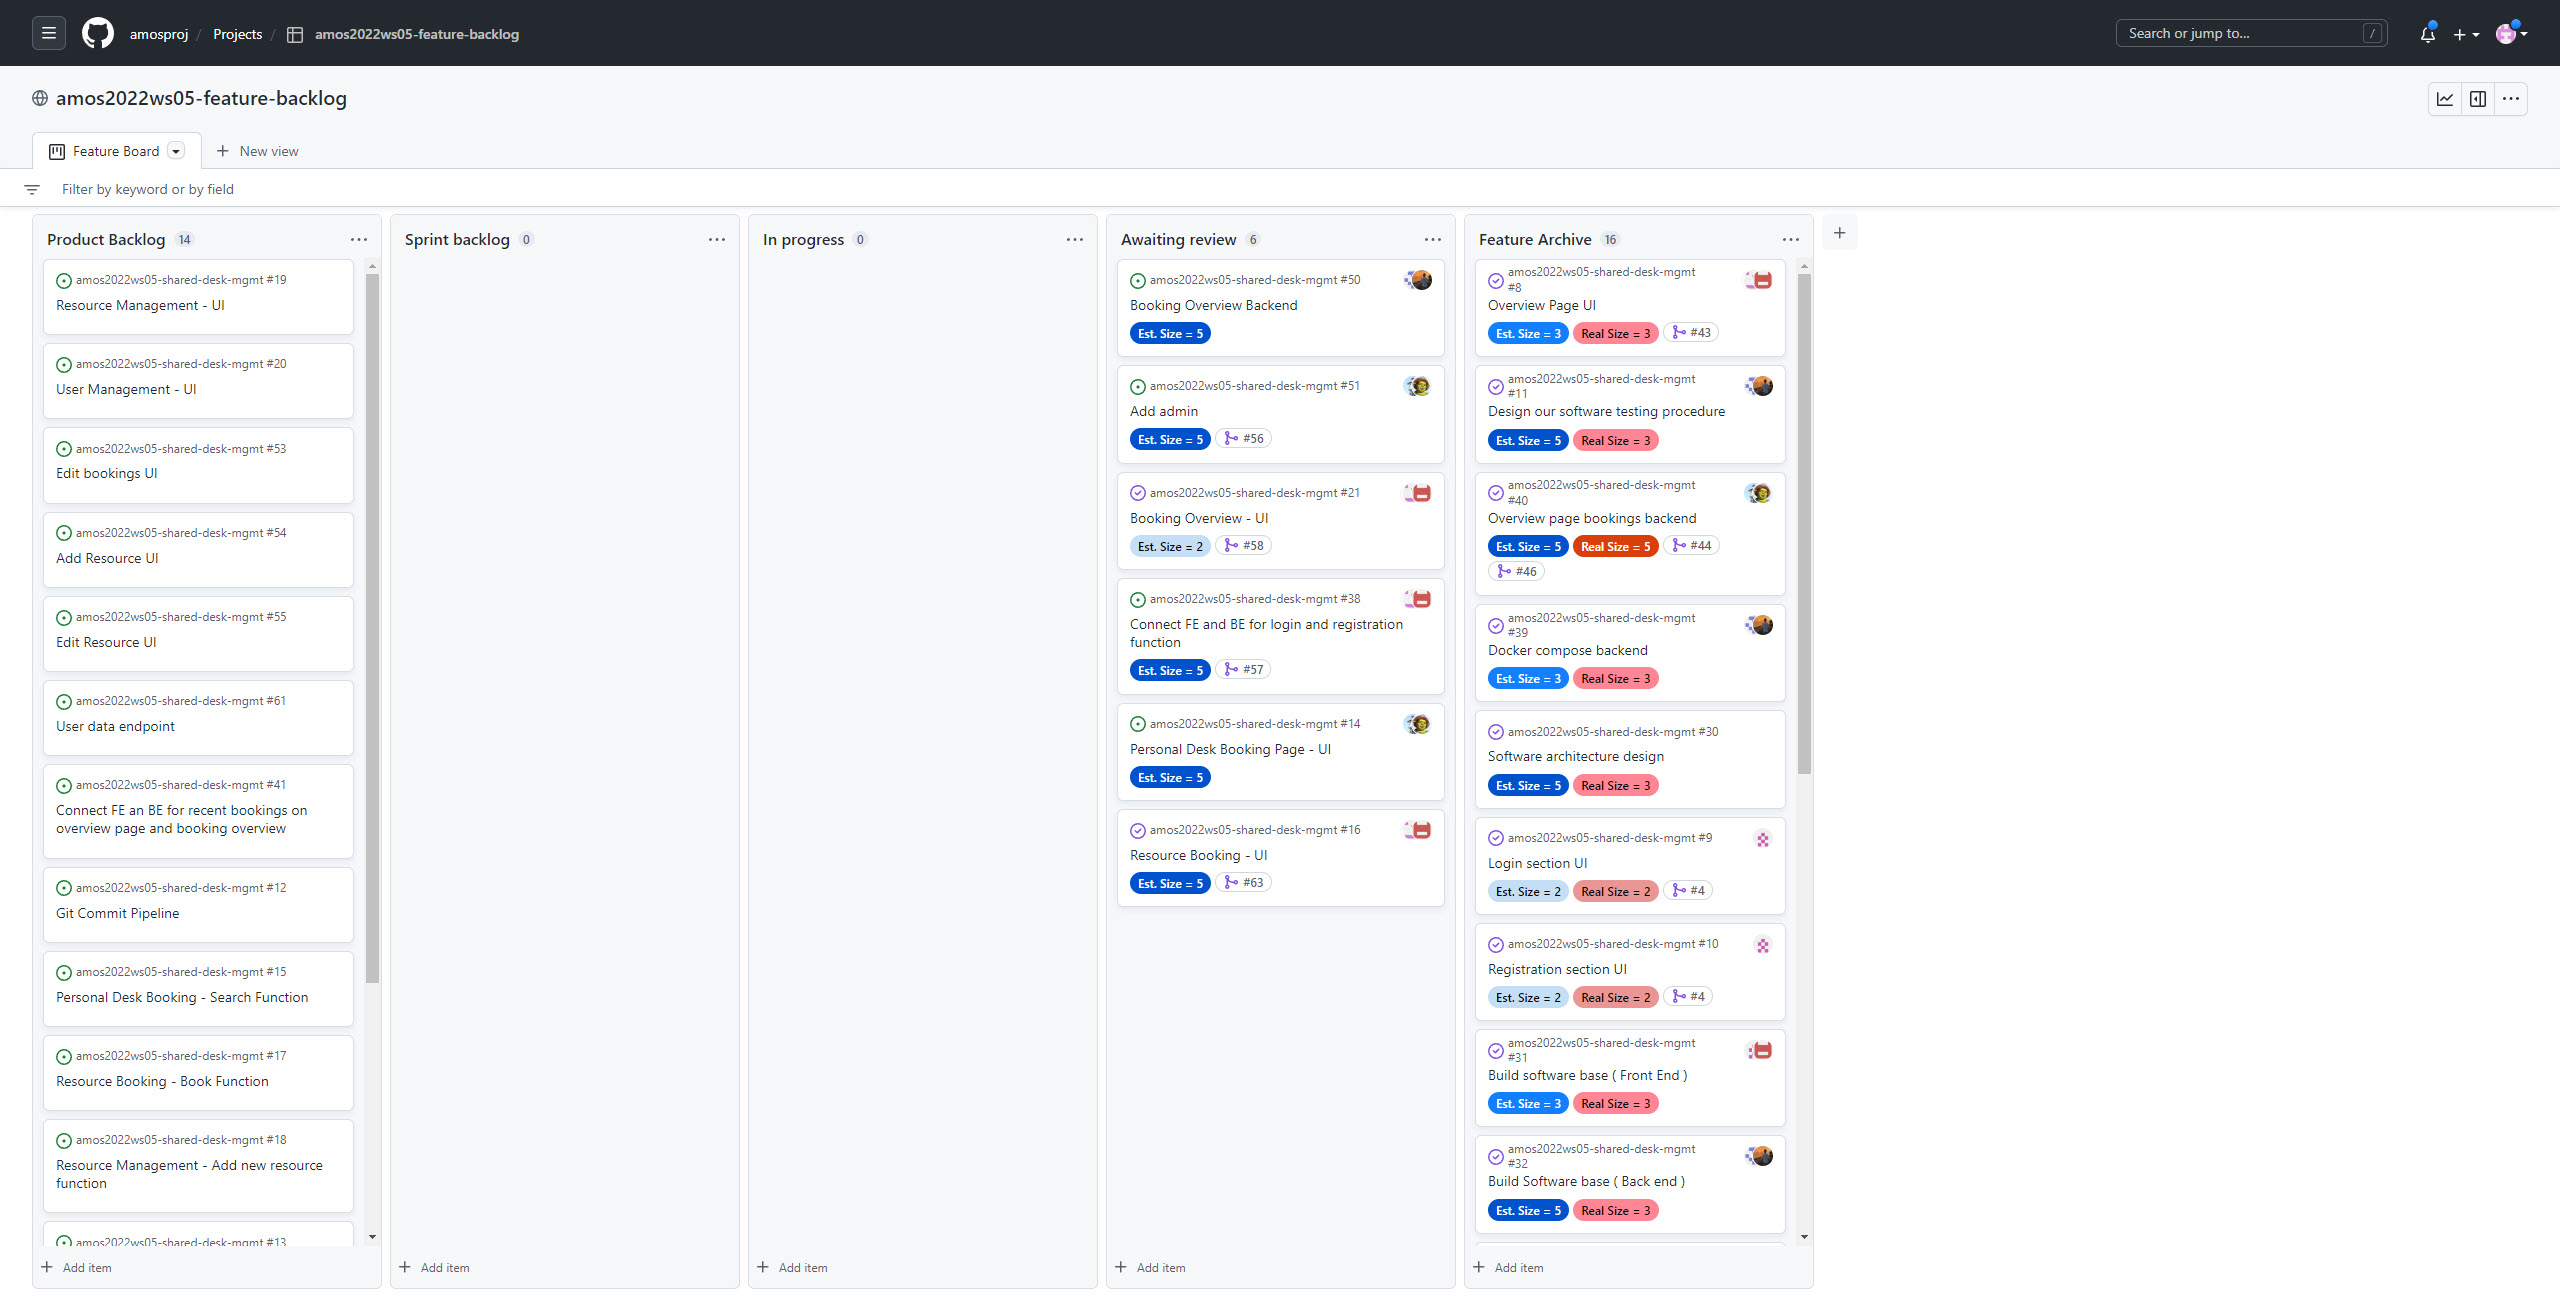 amosproj / Projects / amos2022ws05-feature-backlog
Search or jump to... /
amos2022ws05-feature-backlog
Feature Board
New view
Filter by keyword or by field
Product Backlog 14
amos2022ws05-shared-desk-mgmt #19
Resource Management - UI
amos2022ws05-shared-desk-mgmt #20
User Management - UI
amos2022ws05-shared-desk-mgmt #53
Edit bookings UI
amos2022ws05-shared-desk-mgmt #54
Add Resource UI
amos2022ws05-shared-desk-mgmt #55
Edit Resource UI
amos2022ws05-shared-desk-mgmt #61
User data endpoint
amos2022ws05-shared-desk-mgmt #41
Connect FE an BE for recent bookings on
overview page and booking overview
amos2022ws05-shared-desk-mgmt #12
Git Commit Pipeline
amos2022ws05-shared-desk-mgmt #15
Personal Desk Booking - Search Function
amos2022ws05-shared-desk-mgmt #17
Resource Booking - Book Function
amos2022ws05-shared-desk-mgmt #18
Resource Management - Add new resource
function
amos2022ws05-shared-desk-mgmt #13
Add item
Sprint backlog 0
Add item
In progress 0
Add item
Awaiting review 6
amos2022ws05-shared-desk-mgmt #50
Booking Overview Backend
Est. Size = 5
amos2022ws05-shared-desk-mgmt #51
Add admin
Est. Size = 5 #56
amos2022ws05-shared-desk-mgmt #21
Booking Overview - UI
Est. Size = 2 #58
amos2022ws05-shared-desk-mgmt #38
Connect FE and BE for login and registration
function
Est. Size = 5 #57
amos2022ws05-shared-desk-mgmt #14
Personal Desk Booking Page - UI
Est. Size = 5
amos2022ws05-shared-desk-mgmt #16
Resource Booking - UI
Est. Size = 5 #63
Add item
Feature Archive 16
amos2022ws05-shared-desk-mgmt
#8
Overview Page UI
Est. Size = 3 Real Size = 3 #43
amos2022ws05-shared-desk-mgmt
#11
Design our software testing procedure
Est. Size = 5 Real Size = 3
amos2022ws05-shared-desk-mgmt
#40
Overview page bookings backend
Est. Size = 5 Real Size = 5 #44
#46
amos2022ws05-shared-desk-mgmt
#39
Docker compose backend
Est. Size = 3 Real Size = 3
amos2022ws05-shared-desk-mgmt #30
Software architecture design
Est. Size = 5 Real Size = 3
amos2022ws05-shared-desk-mgmt #9
Login section UI
Est. Size = 2 Real Size = 2 #4
amos2022ws05-shared-desk-mgmt #10
Registration section UI
Est. Size = 2 Real Size = 2 #4
amos2022ws05-shared-desk-mgmt
#31
Build software base ( Front End )
Est. Size = 3 Real Size = 3
amos2022ws05-shared-desk-mgmt
#32
Build Software base ( Back end )
Est. Size = 5 Real Size = 3
Add item